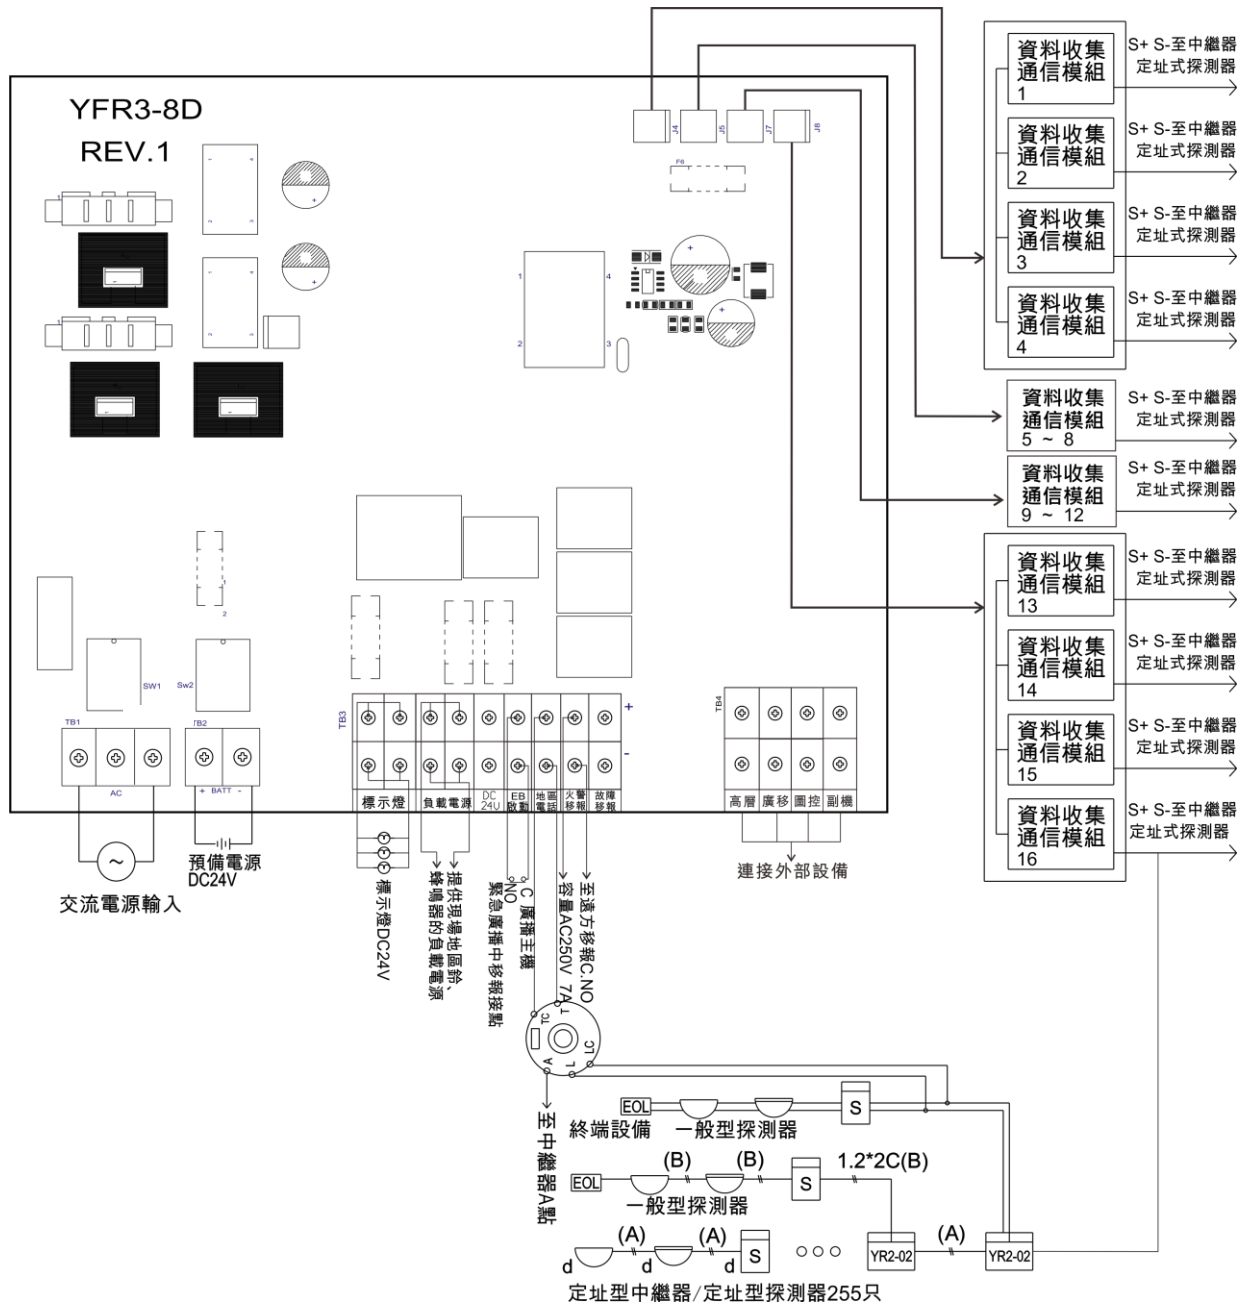 YFR3-8D
REV.1
J4
J5
J7
J8
F6
資料收集
通信模組
1
S+ S-至中繼器
定址式探測器
資料收集
通信模組
2
S+ S-至中繼器
定址式探測器
資料收集
通信模組
3
S+ S-至中繼器
定址式探測器
資料收集
通信模組
4
S+ S-至中繼器
定址式探測器
資料收集
通信模組
5 ~ 8
S+ S-至中繼器
定址式探測器
資料收集
通信模組
9 ~ 12
S+ S-至中繼器
定址式探測器
資料收集
通信模組
13
S+ S-至中繼器
定址式探測器
資料收集
通信模組
14
S+ S-至中繼器
定址式探測器
資料收集
通信模組
15
S+ S-至中繼器
定址式探測器
資料收集
通信模組
16
S+ S-至中繼器
定址式探測器
1
4
2
3
1
2
SW1
Sw2
TB1
TB2
TB3
TB4
+
-
AC
+ BATT -
標示燈
負載電源
DC
24V
EB
啟動
地區
電話
火警
移報
故障
移報
高層
廣移
圖控
副機
交流電源輸入
預備電源
DC24V
標示燈DC24V
提供現場地區鈴、
蜂鳴器的負載電源
NO
C
廣播主機
緊急廣播中移報接點
容量AC250V 7A
至遠方移報C.NO
連接外部設備
TC
T
A
L
LC
至中繼器A點
EOL
S
終端設備
一般型探測器
EOL
(B)
(B)
S
1.2*2C(B)
一般型探測器
d
(A)
d
(A)
d
S
YR2-02
(A)
YR2-02
定址型中繼器/定址型探測器255只